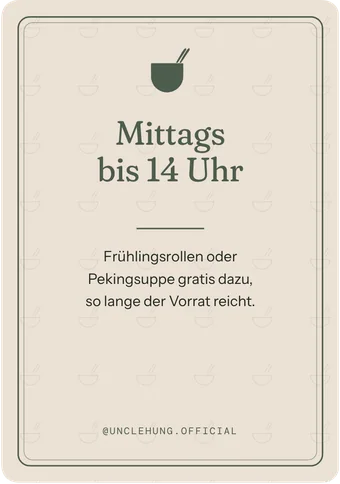 Mittags
bis 14 Uhr
Frühlingsrollen oder
Pekingsuppe gratis dazu,
so lange der Vorrat reicht.
@UNCLEHUNG.OFFICIAL